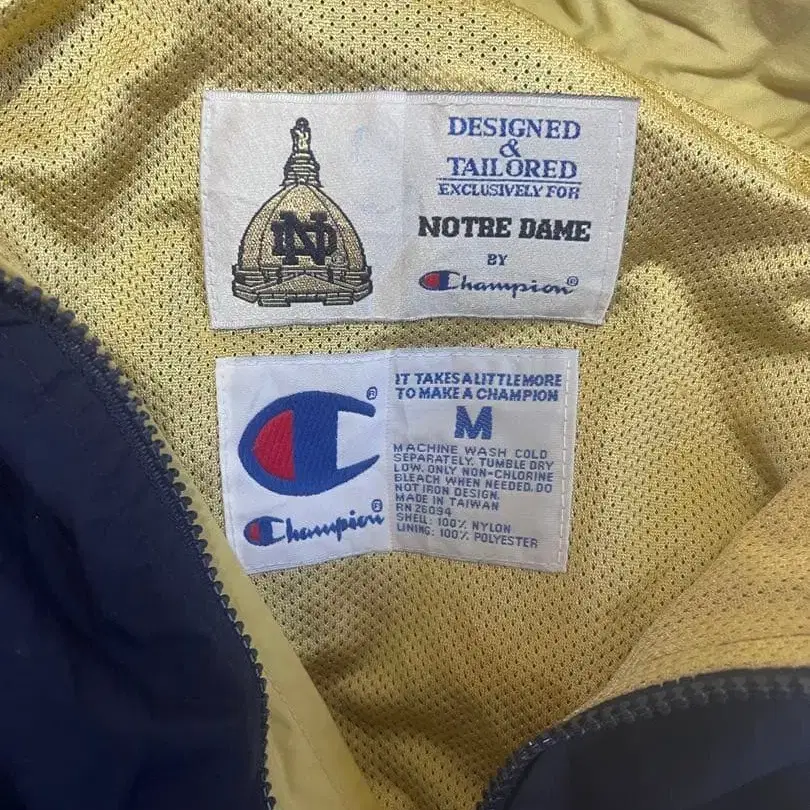 DESIGNED
&
TAILORED
EXCLUSIVELY FOR
NOTRE DAME
BY
Champion®
ND
IT TAKES A LITTLE MORE
TO MAKE A CHAMPION
M
MACHINE WASH COLD
SEPARATELY. TUMBLE DRY
LOW. ONLY NON-CHLORINE
BLEACH WHEN NEEDED. DO
NOT IRON DESIGN.
MADE IN TAIWAN
RN 26094
SHELL: 100% NYLON
LINING: 100% POLYESTER
®
Champion®